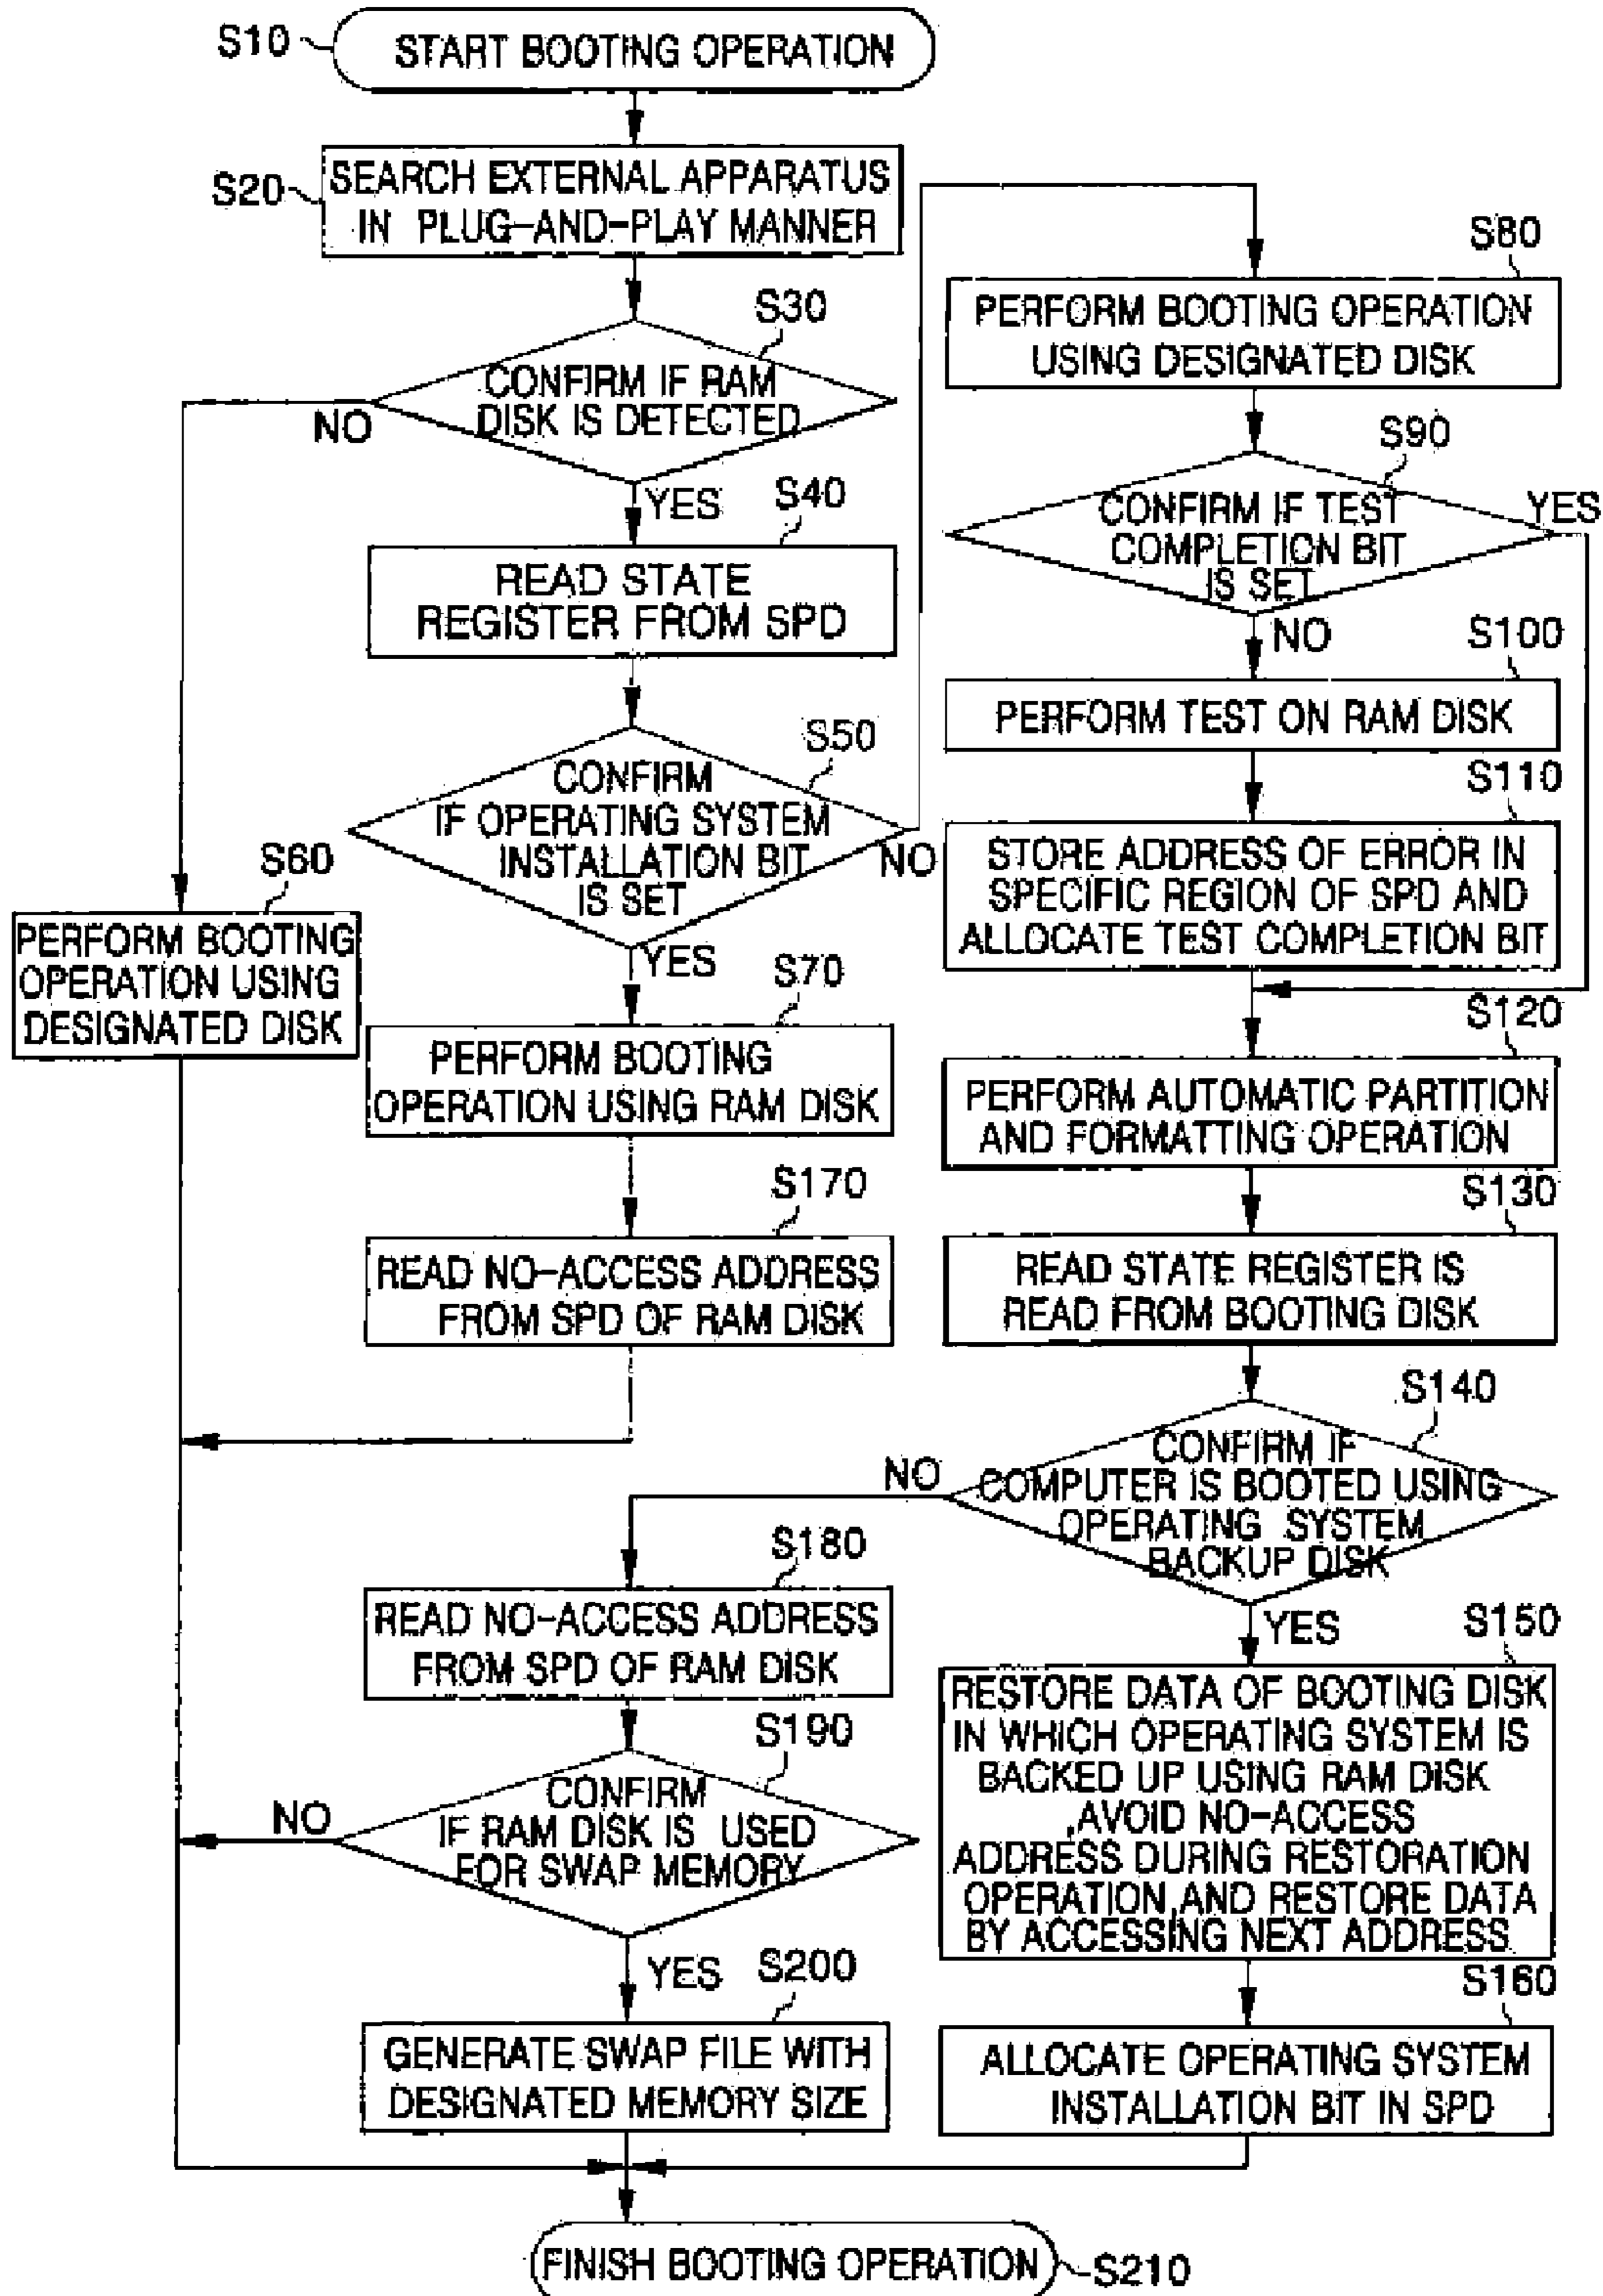 S10
START BOOTING OPERATION
S20
SEARCH EXTERNAL APPARATUS
IN PLUG-AND-PLAY MANNER
S30
CONFIRM IF RAM
DISK IS DETECTED
NO
YES
S40
READ STATE
REGISTER FROM SPD
S50
CONFIRM
IF OPERATING SYSTEM
INSTALLATION BIT
IS SET
NO
YES
S60
PERFORM BOOTING
OPERATION USING
DESIGNATED DISK
S70
PERFORM BOOTING
OPERATION USING RAM DISK
S170
READ NO-ACCESS ADDRESS
FROM SPD OF RAM DISK
S80
PERFORM BOOTING OPERATION
USING DESIGNATED DISK
S90
CONFIRM IF TEST
COMPLETION BIT
IS SET
YES
NO
S100
PERFORM TEST ON RAM DISK
S110
STORE ADDRESS OF ERROR IN
SPECIFIC REGION OF SPD AND
ALLOCATE TEST COMPLETION BIT
S120
PERFORM AUTOMATIC PARTITION
AND FORMATTING OPERATION
S130
READ STATE REGISTER IS
READ FROM BOOTING DISK
S140
CONFIRM IF
COMPUTER IS BOOTED USING
OPERATING SYSTEM
BACKUP DISK
NO
YES
S150
RESTORE DATA OF BOOTING DISK
IN WHICH OPERATING SYSTEM IS
BACKED UP USING RAM DISK
,AVOID NO-ACCESS
ADDRESS DURING RESTORATION
OPERATION,AND RESTORE DATA
BY ACCESSING NEXT ADDRESS
S160
ALLOCATE OPERATING SYSTEM
INSTALLATION BIT IN SPD
S180
READ NO-ACCESS ADDRESS
FROM SPD OF RAM DISK
S190
CONFIRM
IF RAM DISK IS USED
FOR SWAP MEMORY
NO
YES
S200
GENERATE SWAP FILE WITH
DESIGNATED MEMORY SIZE
FINISH BOOTING OPERATION
S210